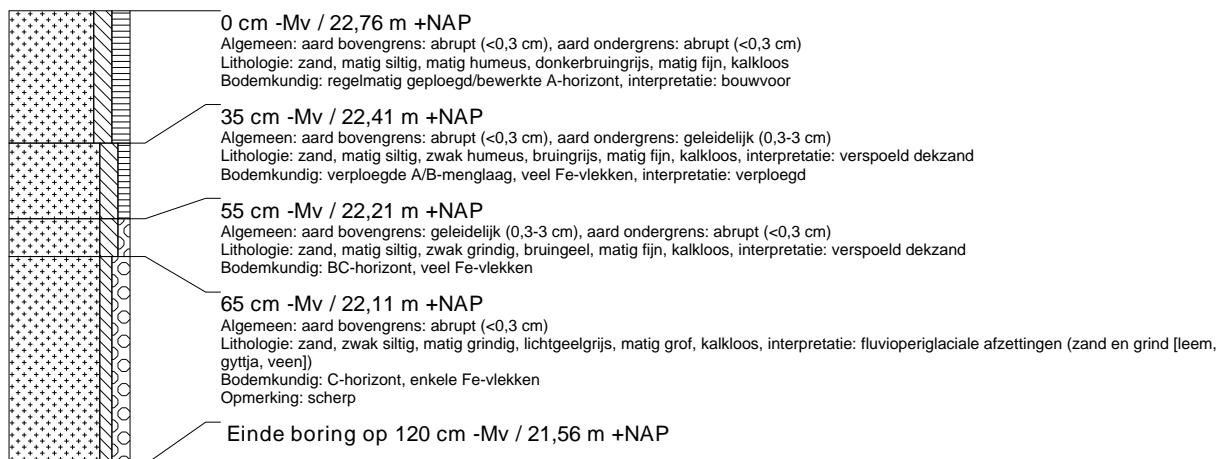 0 cm -Mv / 22,76 m +NAP
Algemeen: aard bovengrens: abrupt (<0,3 cm), aard ondergrens: abrupt (<0,3 cm)
Lithologie: zand, matig siltig, matig humeus, donkerbruingrijs, matig fijn, kalkloos
Bodemkundig: regelmatig geploegd/bewerkte A-horizont, interpretatie: bouwvoor
35 cm -Mv / 22,41 m +NAP
Algemeen: aard bovengrens: abrupt (<0,3 cm), aard ondergrens: geleidelijk (0,3-3 cm)
Lithologie: zand, matig siltig, zwak humeus, bruingrijs, matig fijn, kalkloos, interpretatie: verspoeld dekzand
Bodemkundig: verploegde A/B-menglaag, veel Fe-vlekken, interpretatie: verploegd
55 cm -Mv / 22,21 m +NAP
Algemeen: aard bovengrens: geleidelijk (0,3-3 cm), aard ondergrens: abrupt (<0,3 cm)
Lithologie: zand, matig siltig, zwak grindig, bruingeel, matig fijn, kalkloos, interpretatie: verspoeld dekzand
Bodemkundig: BC-horizont, veel Fe-vlekken
65 cm -Mv / 22,11 m +NAP
Algemeen: aard bovengrens: abrupt (<0,3 cm)
Lithologie: zand, zwak siltig, matig grindig, lichtgeelgrijs, matig grof, kalkloos, interpretatie: fluvioperiglaciale afzettingen (zand en grind [leem,
gyttja, veen])
Bodemkundig: C-horizont, enkele Fe-vlekken
Opmerking: scherp
Einde boring op 120 cm -Mv / 21,56 m +NAP